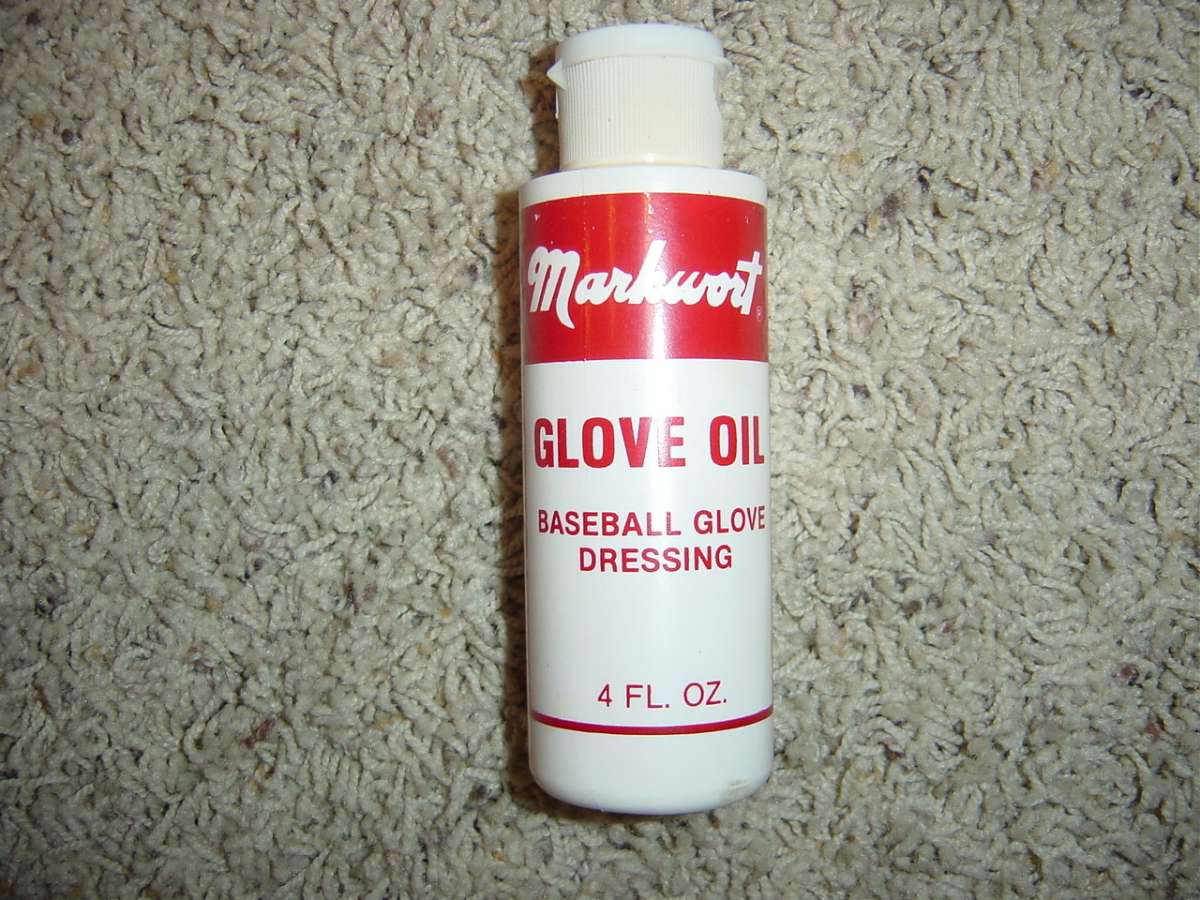 Markwort®
GLOVE OIL
BASEBALL GLOVE
DRESSING
4 FL. OZ.